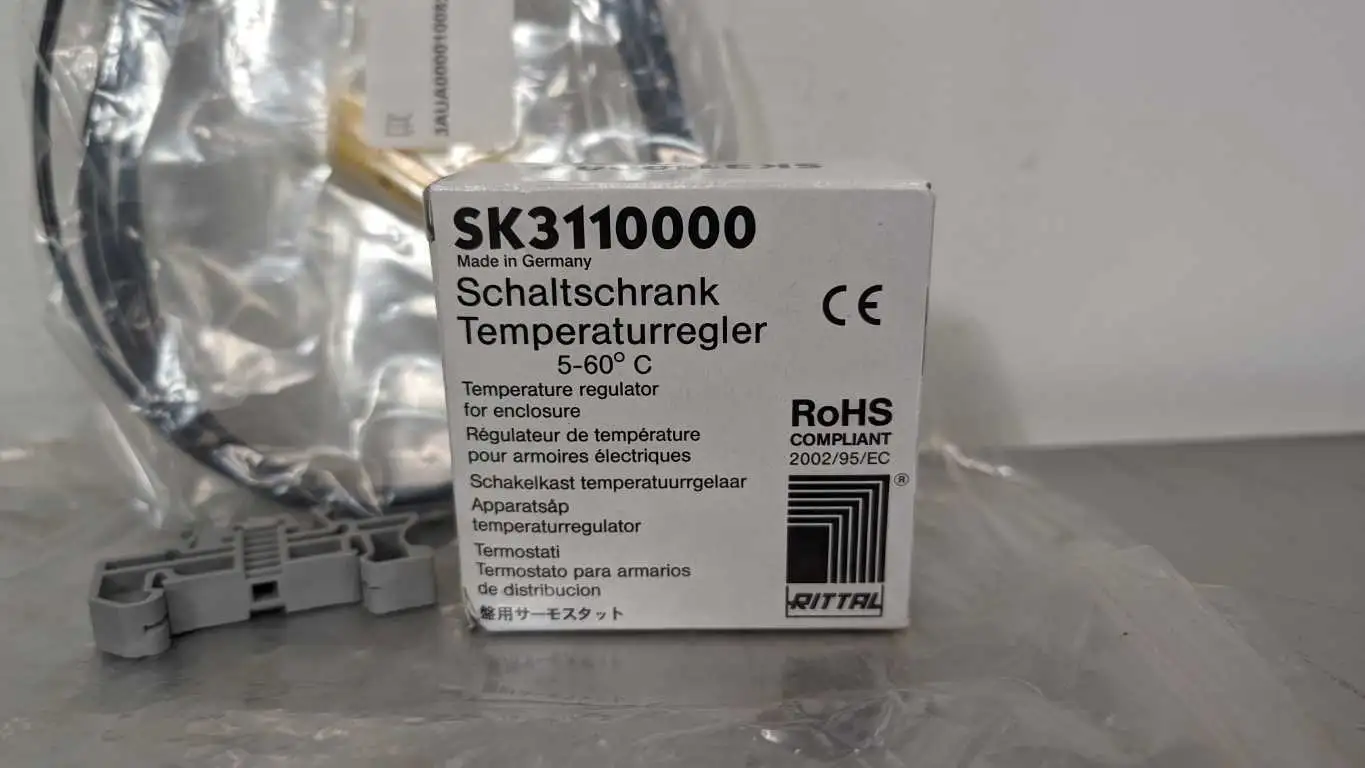 SK3110000
Made in Germany
Schaltschrank
Temperaturregler
5-60° C
Temperature regulator
for enclosure
Régulateur de température
pour armoires électriques
Schakelkast temperatuurrgelaar
Apparatsåp
temperaturregulator
Termostati
Termostato para armarios
de distribucion
盤用サーモスタット
CE
RoHS
COMPLIANT
2002/95/EC
®
RITTAL